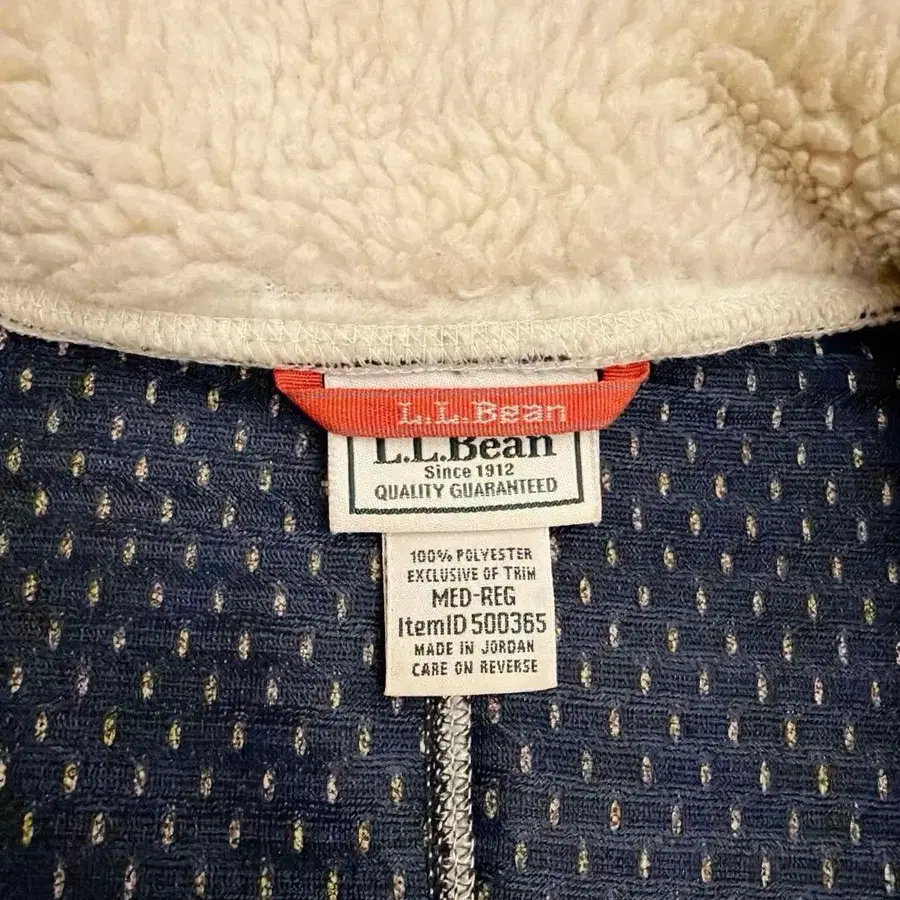 L.L.Bean
L.L.Bean
Since 1912
QUALITY GUARANTEED
100% POLYESTER
EXCLUSIVE OF TRIM
MED-REG
ItemID 500365
MADE IN JORDAN
CARE ON REVERSE